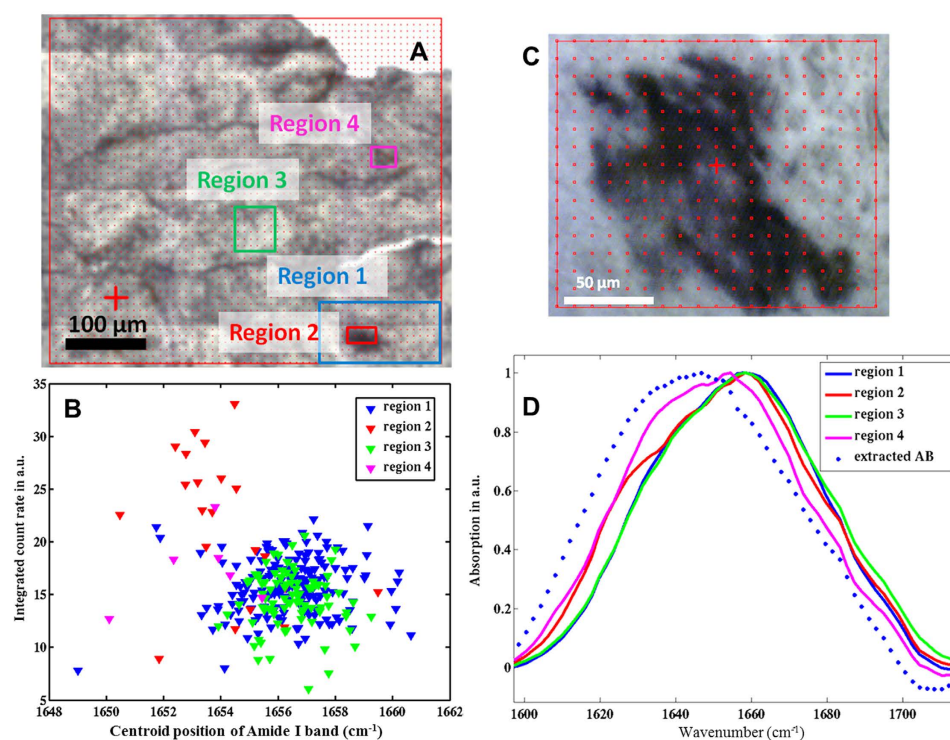 A
Region 4
Region 3
Region 1
Region 2
100 µm
C
50 µm
B
35
30
25
20
15
10
5
Integrated count rate in a.u.
region 1
region 2
region 3
region 4
1648 1650 1652 1654 1656 1658 1660 1662
Centroid position of Amide I band (cm⁻¹)
D
1
0.8
0.6
0.4
0.2
0
Absorption in a.u.
region 1
region 2
region 3
region 4
extracted AB
1600 1620 1640 1660 1680 1700
Wavenumber (cm⁻¹)